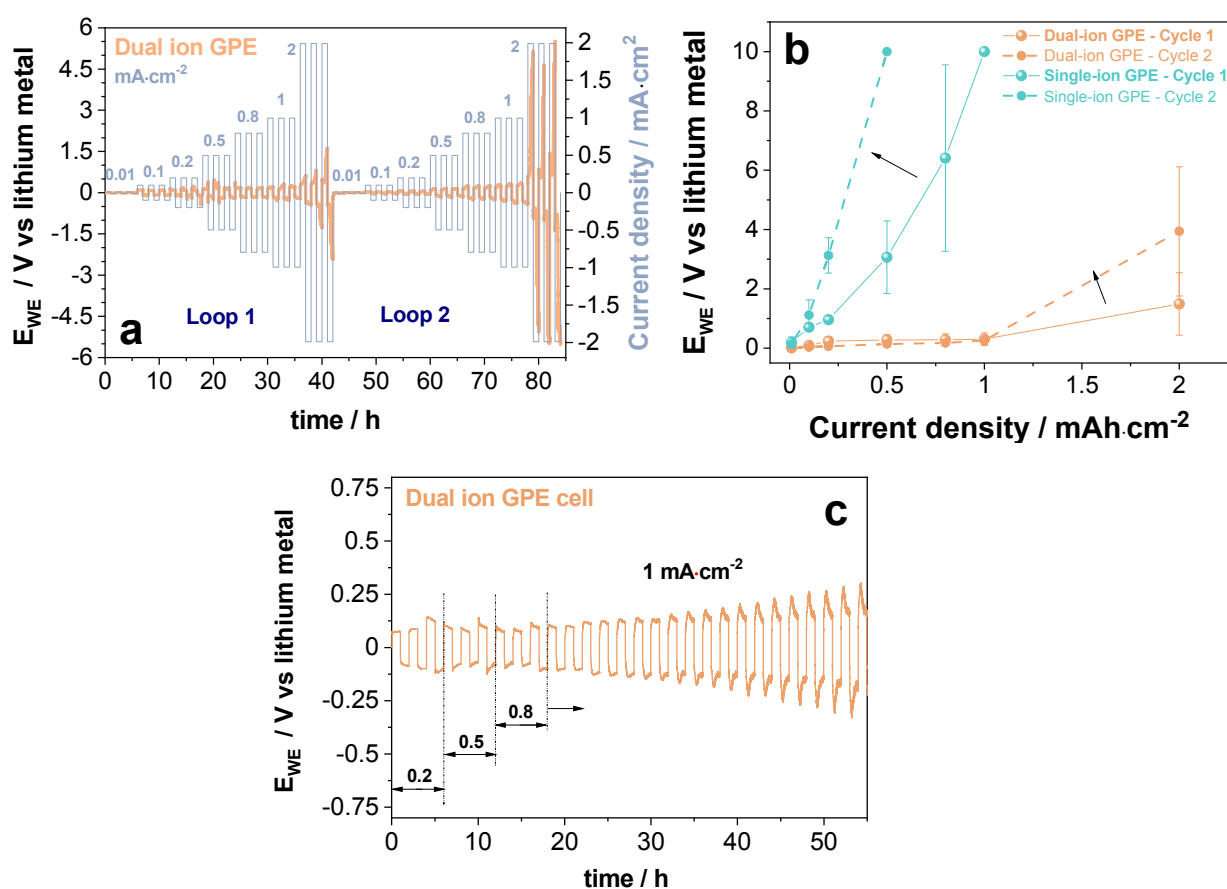 Dual ion GPE
mA·cm⁻²
0.01 0.1 0.2 0.5 0.8 1 2 0.01 0.1 0.2 0.5 0.8 1 2
Loop 1 Loop 2
a
E_WE / V vs lithium metal
6
4.5
3
1.5
0
-1.5
-3
-4.5
-6
Current density / mA·cm²
2
1.5
1
0.5
0
-0.5
-1
-1.5
-2
0 10 20 30 40 50 60 70 80
time / h
b
Dual-ion GPE - Cycle 1
Dual-ion GPE - Cycle 2
Single-ion GPE - Cycle 1
Single-ion GPE - Cycle 2
E_WE / V vs lithium metal
10
8
6
4
2
0
0.0 0.5 1.0 1.5 2
Current density / mAh·cm⁻²
Dual ion GPE cell
c
1 mA·cm⁻²
0.8
0.5
0.2
E_WE / V vs lithium metal
0.75
0.5
0.25
0
-0.25
-0.5
-0.75
0 10 20 30 40 50
time / h